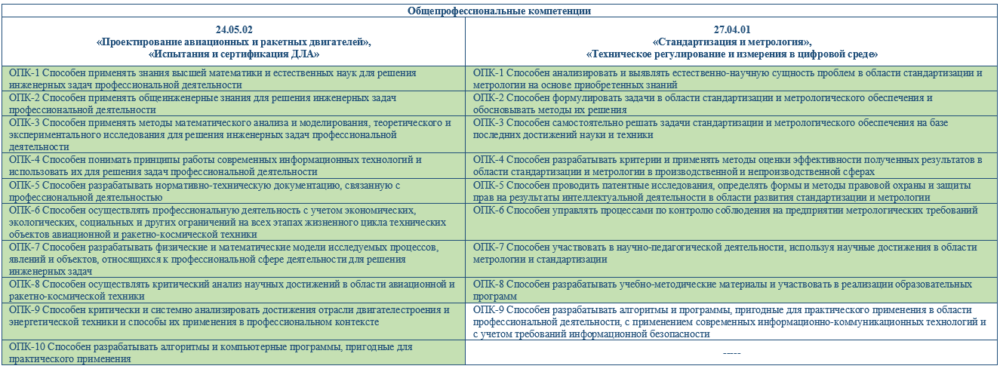 Общепрофессиональные компетенции
24.05.02
«Проектирование авиационных и ракетных двигателей»,
«Испытания и сертификация ДЛА»
27.04.01
«Стандартизация и метрология»,
«Техническое регулирование и измерения в цифровой среде»
ОПК-1 Способен применять знания высшей математики и естественных наук для решения
инженерных задач профессиональной деятельности
ОПК-1 Способен анализировать и выявлять естественно-научную сущность проблем в области стандартизации и
метрологии на основе приобретенных знаний
ОПК-2 Способен применять общеинженерные знания для решения инженерных задач
профессиональной деятельности
ОПК-2 Способен формулировать задачи в области стандартизации и метрологического обеспечения и
обосновывать методы их решения
ОПК-3 Способен применять методы математического анализа и моделирования, теоретического и
экспериментального исследования для решения инженерных задач профессиональной
деятельности
ОПК-3 Способен самостоятельно решать задачи стандартизации и метрологического обеспечения на базе
последних достижений науки и техники
ОПК-4 Способен понимать принципы работы современных информационных технологий и
использовать их для решения задач профессиональной деятельности
ОПК-4 Способен разрабатывать критерии и применять методы оценки эффективности полученных результатов в
области стандартизации и метрологии в производственной и непроизводственной сферах
ОПК-5 Способен разрабатывать нормативно-техническую документацию, связанную с
профессиональной деятельностью
ОПК-5 Способен проводить патентные исследования, определять формы и методы правовой охраны и защиты
прав на результаты интеллектуальной деятельности в области развития стандартизации и метрологии
ОПК-6 Способен осуществлять профессиональную деятельность с учетом экономических,
экологических, социальных и других ограничений на всех этапах жизненного цикла технических
объектов авиационной и ракетно-космической техники
ОПК-6 Способен управлять процессами по контролю соблюдения на предприятии метрологических требований
ОПК-7 Способен разрабатывать физические и математические модели исследуемых процессов,
явлений и объектов, относящихся к профессиональной сфере деятельности для решения
инженерных задач
ОПК-7 Способен участвовать в научно-педагогической деятельности, используя научные достижения в области
метрологии и стандартизации
ОПК-8 Способен осуществлять критический анализ научных достижений в области авиационной и
ракетно-космической техники
ОПК-8 Способен разрабатывать учебно-методические материалы и участвовать в реализации образовательных
программ
ОПК-9 Способен критически и системно анализировать достижения отрасли двигателестроения и
энергетической техники и способы их применения в профессиональном контексте
ОПК-9 Способен разрабатывать алгоритмы и программы, пригодные для практического применения в области
профессиональной деятельности, с применением современных информационно-коммуникационных технологий и
с учетом требований информационной безопасности
ОПК-10 Способен разрабатывать алгоритмы и компьютерные программы, пригодные для
практического применения
-----